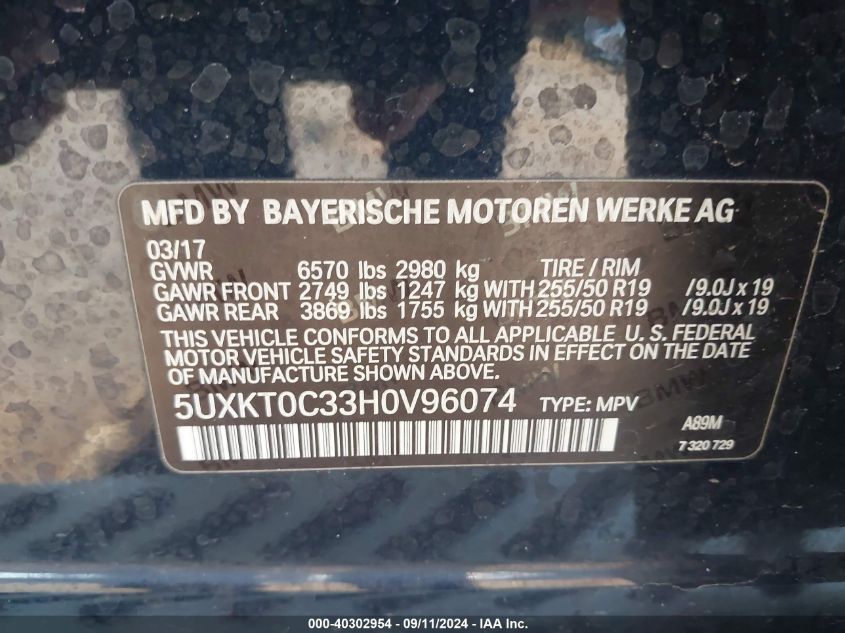 MFD BY BAYERISCHE MOTOREN WERKE AG
03/17
GVWR 6570 lbs 2980 kg TIRE / RIM
GAWR FRONT 2749 lbs 1247 kg WITH 255/50 R19 /9.0J x 19
GAWR REAR 3869 lbs 1755 kg WITH 255/50 R19 /9.0J x 19
THIS VEHICLE CONFORMS TO ALL APPLICABLE U. S. FEDERAL
MOTOR VEHICLE SAFETY STANDARDS IN EFFECT ON THE DATE
OF MANUFACTURE SHOWN ABOVE.
5UXKT0C33H0V96074 TYPE: MPV
A89M
7 320 729
000-40302954 - 09/11/2024 - IAA Inc.